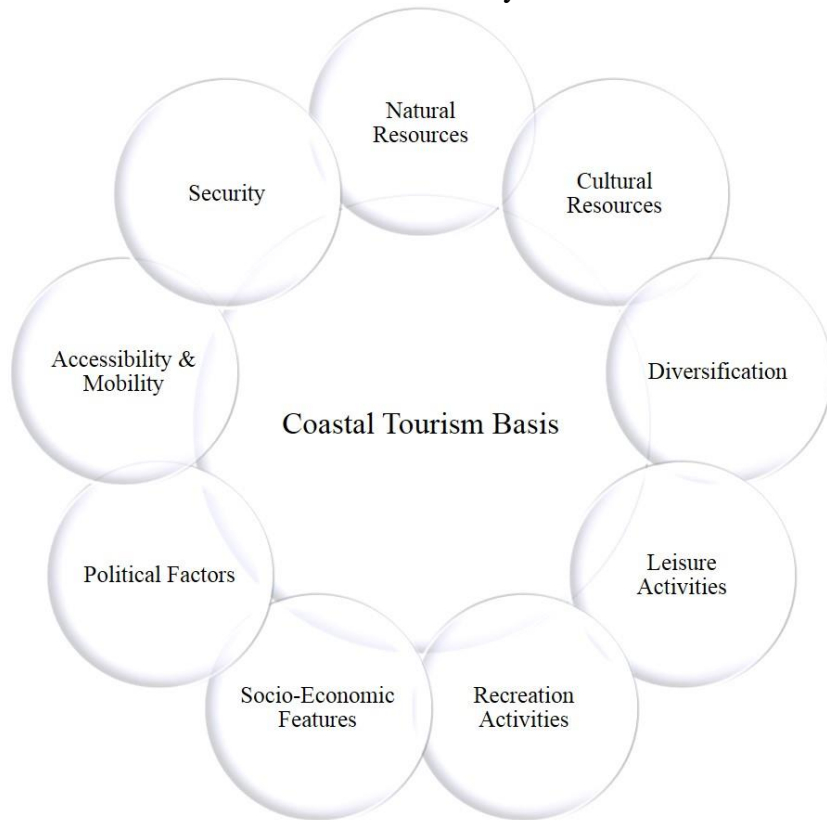 Natural
Resources
Cultural
Resources
Diversification
Leisure
Activities
Recreation
Activities
Socio-Economic
Features
Political Factors
Accessibility &
Mobility
Security
Coastal Tourism Basis